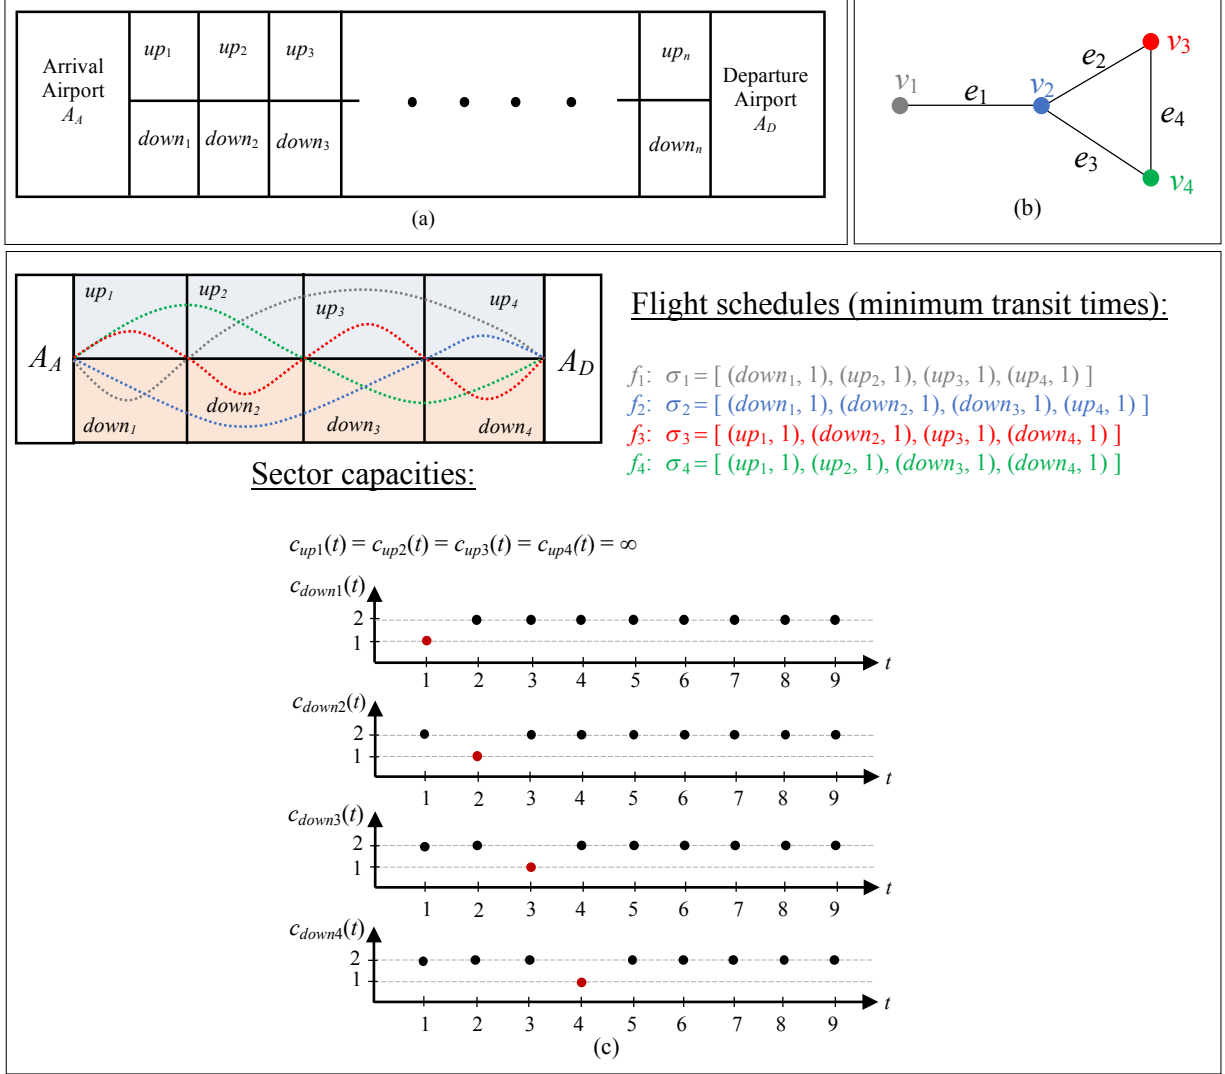 Arrival Airport A_A
up₁ up₂ up₃ upₙ
Departure Airport A_D
down₁ down₂ down₃ downₙ
(a)
v₁ e₁ v₂ e₂ v₃
e₃ e₄ v₄
(b)
A_A up₁ up₂ up₃ up₄ A_D
down₁ down₂ down₃ down₄
Flight schedules (minimum transit times):
f₁: σ₁ = [ (down₁, 1), (up₂, 1), (up₃, 1), (up₄, 1) ]
f₂: σ₂ = [ (down₁, 1), (down₂, 1), (down₃, 1), (up₄, 1) ]
f₃: σ₃ = [ (up₁, 1), (down₂, 1), (up₃, 1), (down₄, 1) ]
f₄: σ₄ = [ (up₁, 1), (up₂, 1), (down₃, 1), (down₄, 1) ]
Sector capacities:
c_up1(t) = c_up2(t) = c_up3(t) = c_up4(t) = ∞
c_down1(t)
2
1
t
1 2 3 4 5 6 7 8 9
c_down2(t)
2
1
t
1 2 3 4 5 6 7 8 9
c_down3(t)
2
1
t
1 2 3 4 5 6 7 8 9
c_down4(t)
2
1
t
1 2 3 4 5 6 7 8 9
(c)